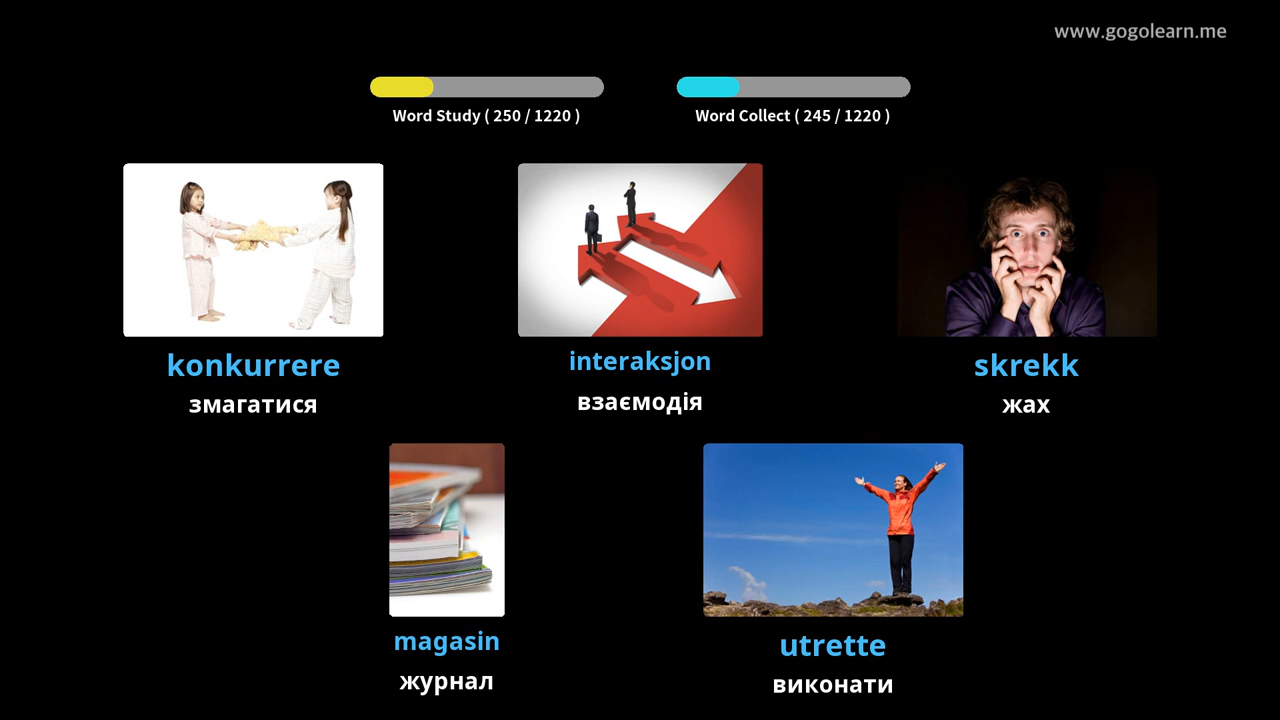 www.gogolearn.me
Word Study ( 250 / 1220 )
Word Collect ( 245 / 1220 )
konkurrere
змагатися
interaksjon
взаємодія
skrekk
жах
magasin
журнал
utrette
виконати